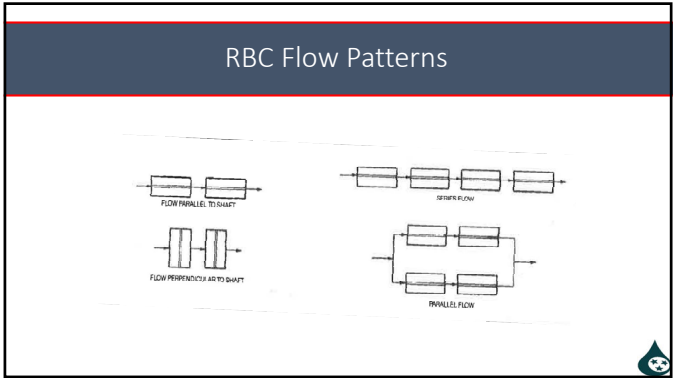 RBC Flow Patterns
FLOW PARALLEL TO SHAFT
SERIES FLOW
FLOW PERPENDICULAR TO SHAFT
PARALLEL FLOW